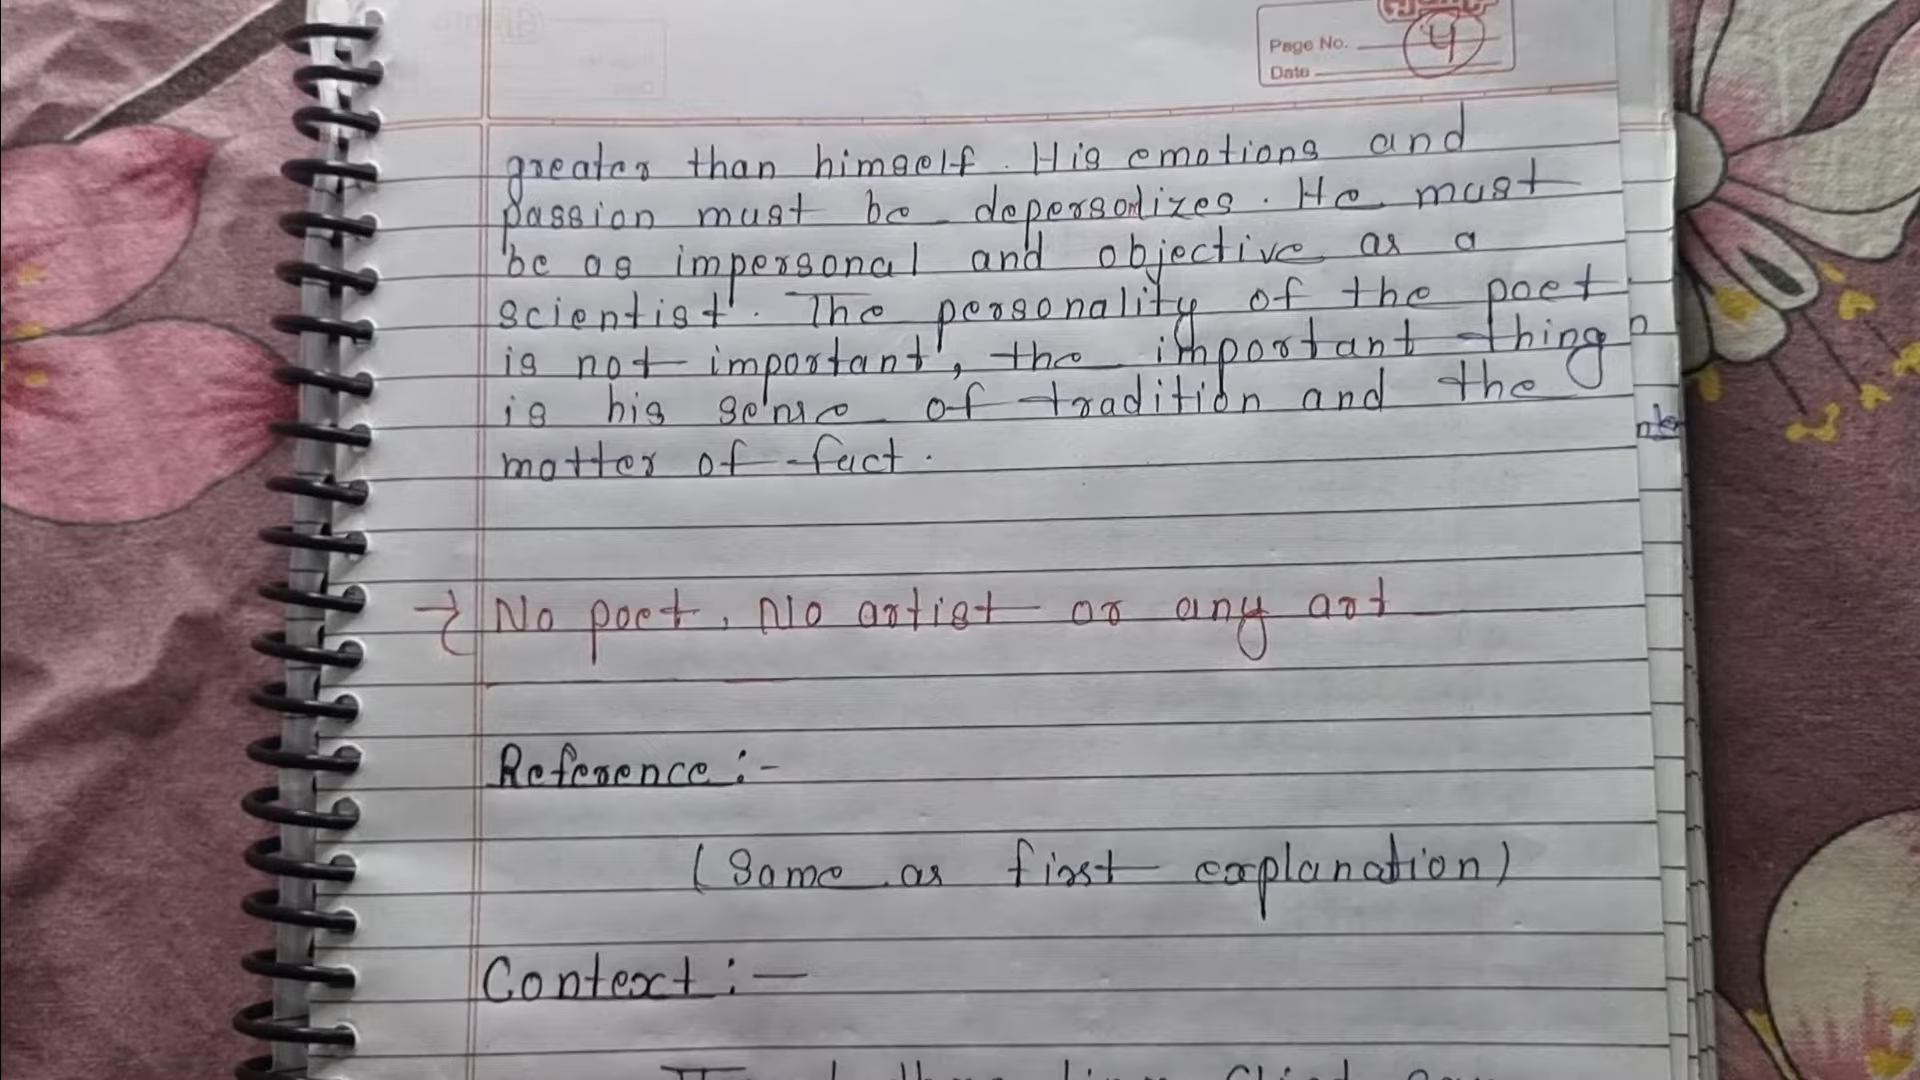 Page No. 4
Date
greater than himself. His emotions and
passion must be depersonlizes. He must
be as impersonal and objective as a
scientist. The personality of the poet
is not important, the important thing
is his sense of tradition and the
matter of fact.
→ No poet, No artist or any art
Reference :-
(Same as first explanation)
Context :-